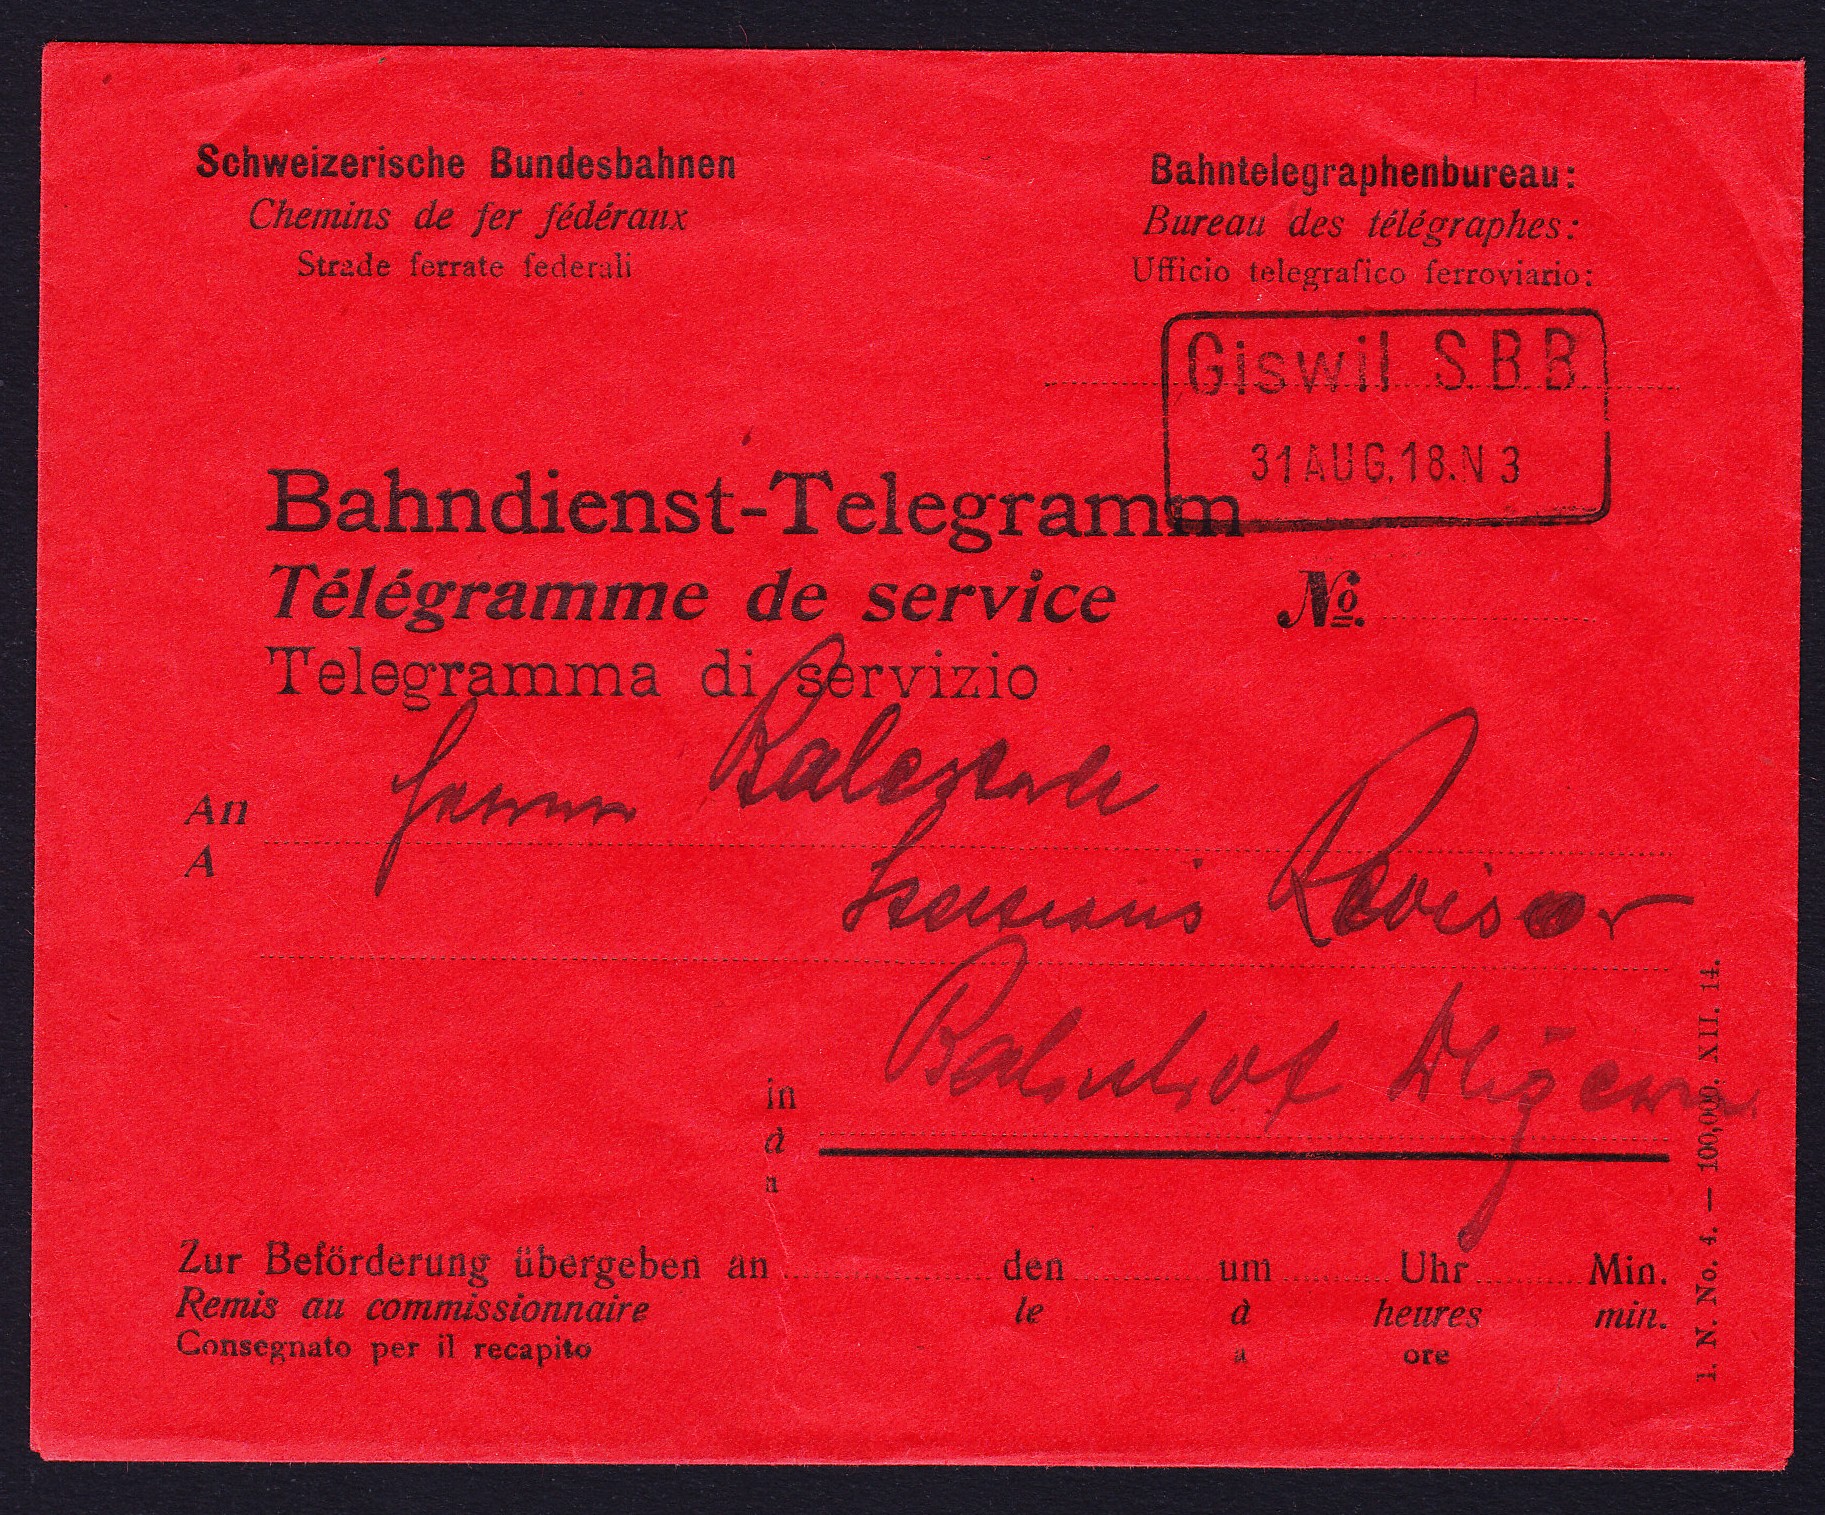 Schweizerische Bundesbahnen
Chemins de fer fédéraux
Strade ferrate federali
Bahntelegraphenbureau:
Bureau des télégraphes:
Ufficio telegrafico ferroviario:
Giswil S.B.B.
31 AUG. 18. N 3
Bahndienst-Telegramm
Télégramme de service
Telegramma di servizio
No.
An
A
Herrn
Revisor
Bahnhof
in
à
a
Zur Beförderung übergeben an den um Uhr Min.
Remis au commissionnaire le à heures min.
Consegnato per il recapito a ore
1. N. No. 4. — 100,000. XII. 14.